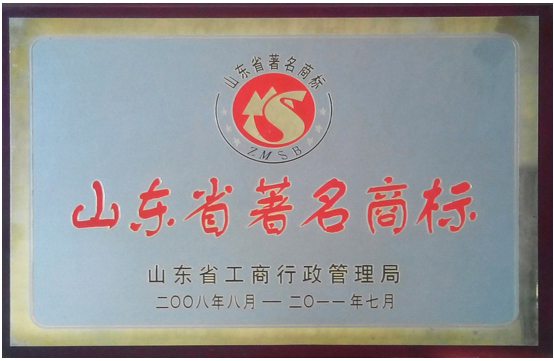 山东省著名商标
ZMSB
山东省著名商标
山东省工商行政管理局
二〇〇八年八月—二〇一一年七月